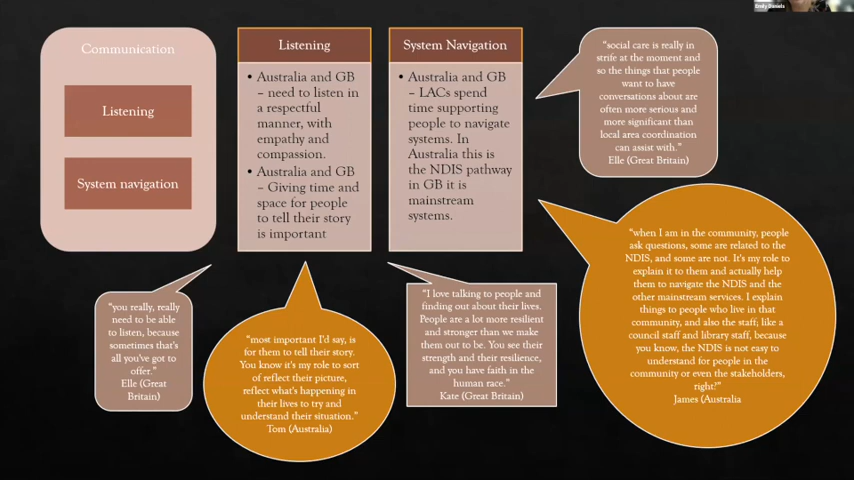 Emily Daniels
Communication
Listening
System navigation
Listening
• Australia and GB
– need to listen in
a respectful
manner, with
empathy and
compassion.
• Australia and GB
– Giving time and
space for people
to tell their story
is important
System Navigation
• Australia and GB
– LACs spend
time supporting
people to navigate
systems. In
Australia this is
the NDIS pathway
in GB it is
mainstream
systems.
“social care is really in
strife at the moment and
so the things that people
want to have
conversations about are
often more serious and
more significant than
local area coordination
can assist with.”
Elle (Great Britain)
“when I am in the community, people
ask questions, some are related to the
NDIS, and some are not. It's my role to
explain it to them and actually help
them to navigate the NDIS and the
other mainstream services. I explain
things to people who live in that
community, and also the staff, like a
council staff and library staff, because
you know, the NDIS is not easy to
understand for people in the
community or even the stakeholders,
right?”
James (Australia
“you really, really
need to be able
to listen, because
sometimes that's
all you've got to
offer.”
Elle (Great
Britain)
“most important I'd say, is
for them to tell their story.
You know it's my role to sort
of reflect their picture,
reflect what's happening in
their lives to try and
understand their situation.”
Tom (Australia)
“I love talking to people and
finding out about their lives.
People are a lot more resilient
and stronger than we make
them out to be. You see their
strength and their resilience,
and you have faith in the
human race.”
Kate (Great Britain)